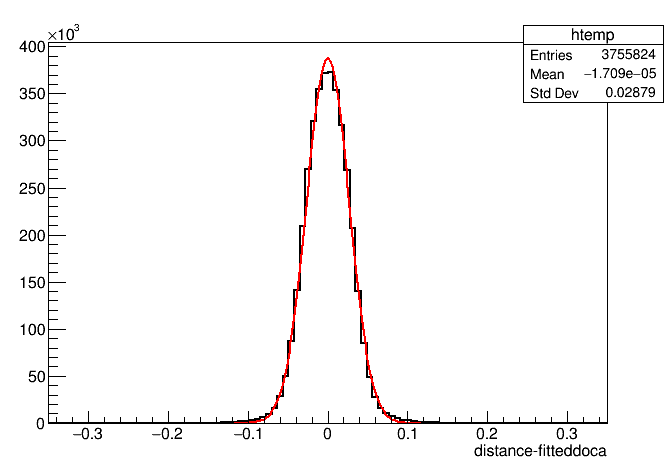 ×10³
htemp
Entries 3755824
Mean −1.709e−05
Std Dev 0.02879
400
350
300
250
200
150
100
50
0
−0.3 −0.2 −0.1 0 0.1 0.2 0.3
distance-fitteddoca